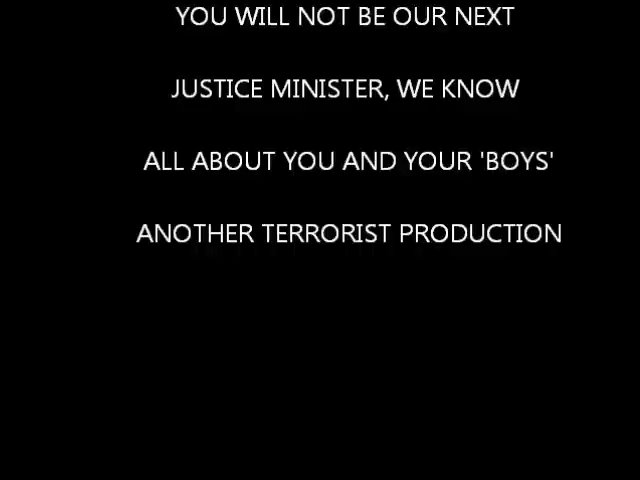 YOU WILL NOT BE OUR NEXT
JUSTICE MINISTER, WE KNOW
ALL ABOUT YOU AND YOUR 'BOYS'
ANOTHER TERRORIST PRODUCTION